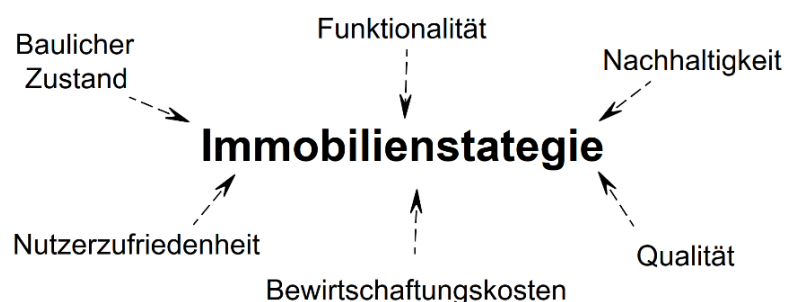 Funktionalität
Baulicher
Zustand
Nachhaltigkeit
Immobilienstategie
Nutzerzufriedenheit
Qualität
Bewirtschaftungskosten